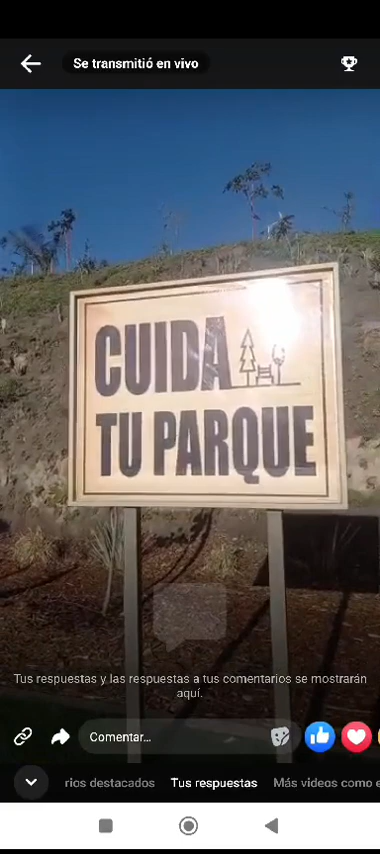 Se transmitió en vivo
CUIDA
TU PARQUE
Tus respuestas y las respuestas a tus comentarios se mostrarán
aquí.
Comentar...
rios destacados Tus respuestas Más videos como e